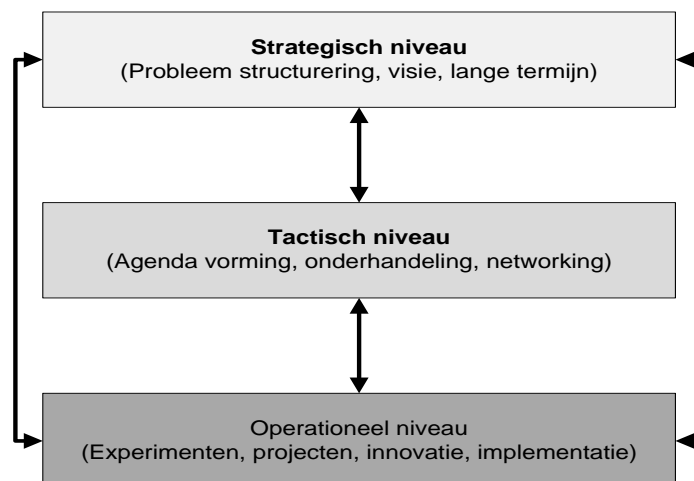 Strategisch niveau
(Probleem structurering, visie, lange termijn)
Tactisch niveau
(Agenda vorming, onderhandeling, networking)
Operationeel niveau
(Experimenten, projecten, innovatie, implementatie)